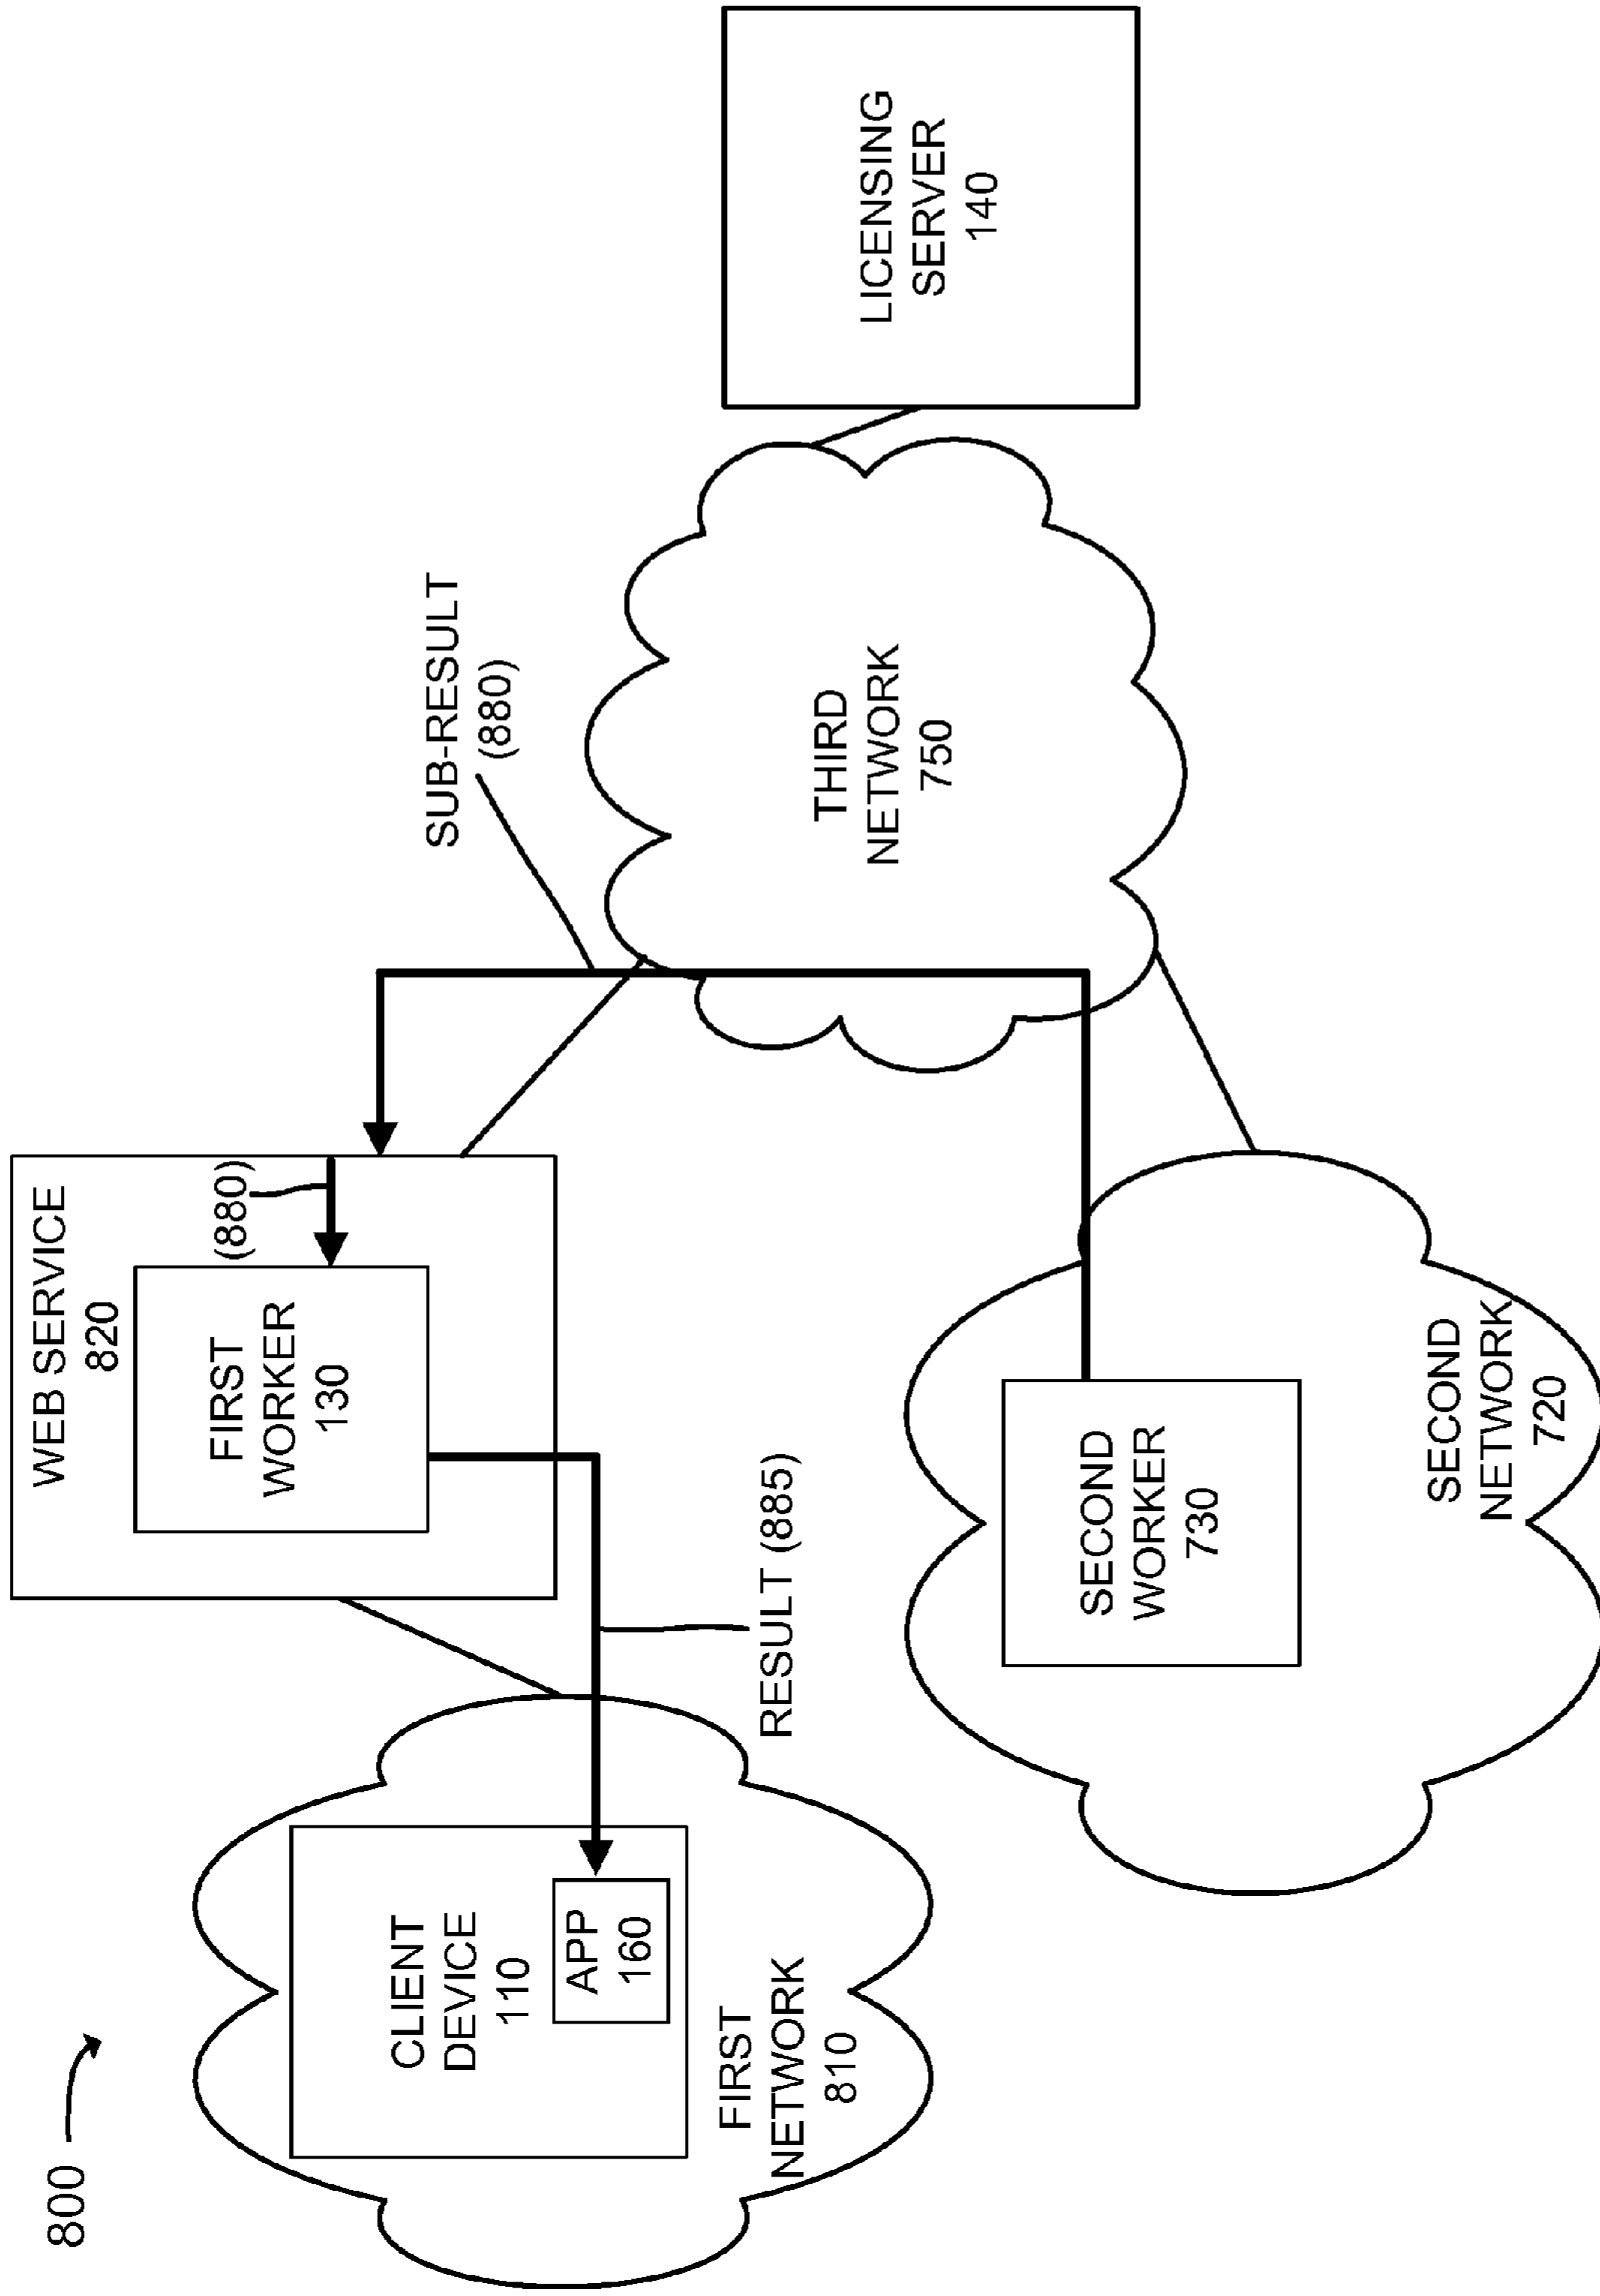 800
WEB SERVICE
820
(880)
FIRST
WORKER
130
SUB-RESULT
(880)
CLIENT
DEVICE
110
APP
160
FIRST
NETWORK
810
RESULT (885)
THIRD
NETWORK
750
LICENSING
SERVER
140
SECOND
WORKER
730
SECOND
NETWORK
720